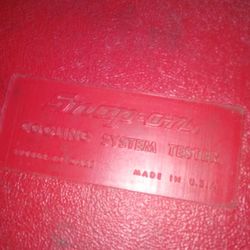 Snap-on
COOLING SYSTEM TESTER
MADE IN U.S.